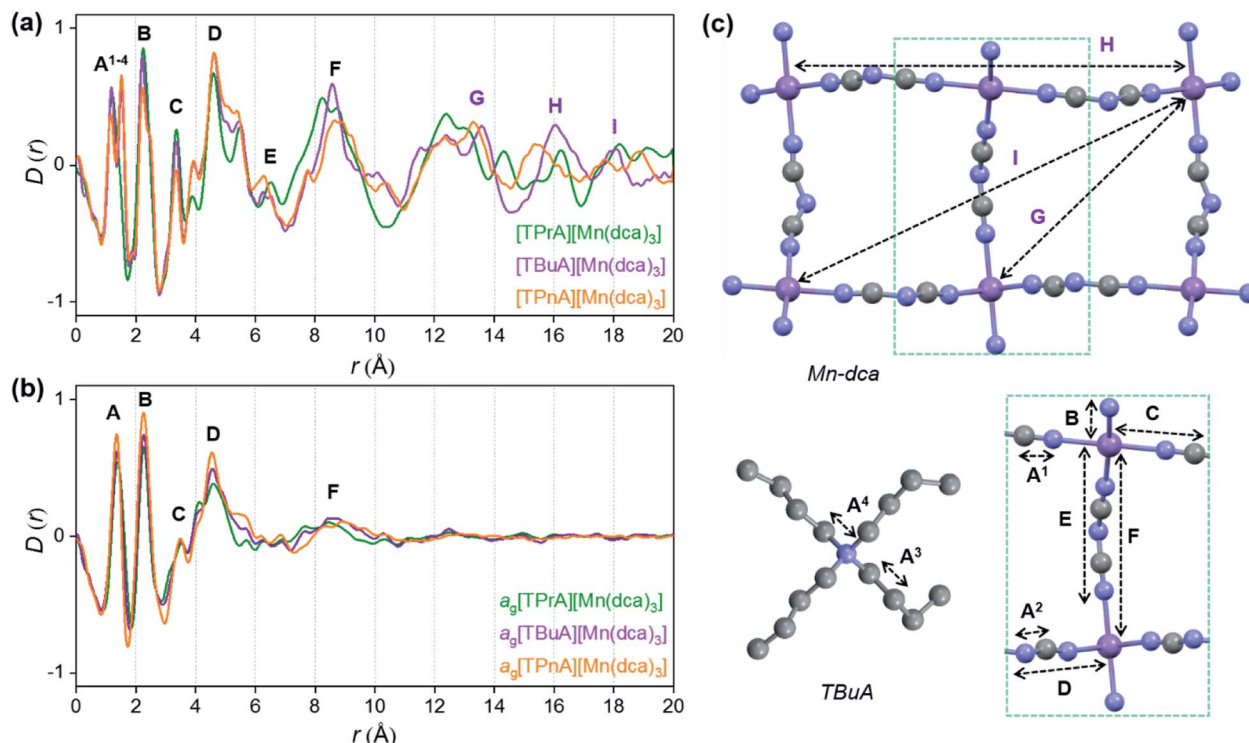 (a)
1
0
-1
D (r)
A¹⁻⁴
B
C
D
E
F
G
H
I
[TPrA][Mn(dca)₃]
[TBuA][Mn(dca)₃]
[TPnA][Mn(dca)₃]
0 2 4 6 8 10 12 14 16 18 20
r (Å)
(b)
1
0
-1
D (r)
A
B
C
D
F
a_g[TPrA][Mn(dca)₃]
a_g[TBuA][Mn(dca)₃]
a_g[TPnA][Mn(dca)₃]
0 2 4 6 8 10 12 14 16 18 20
r (Å)
(c)
H
I
G
Mn-dca
A⁴
A³
TBuA
B
C
A¹
E
F
A²
D